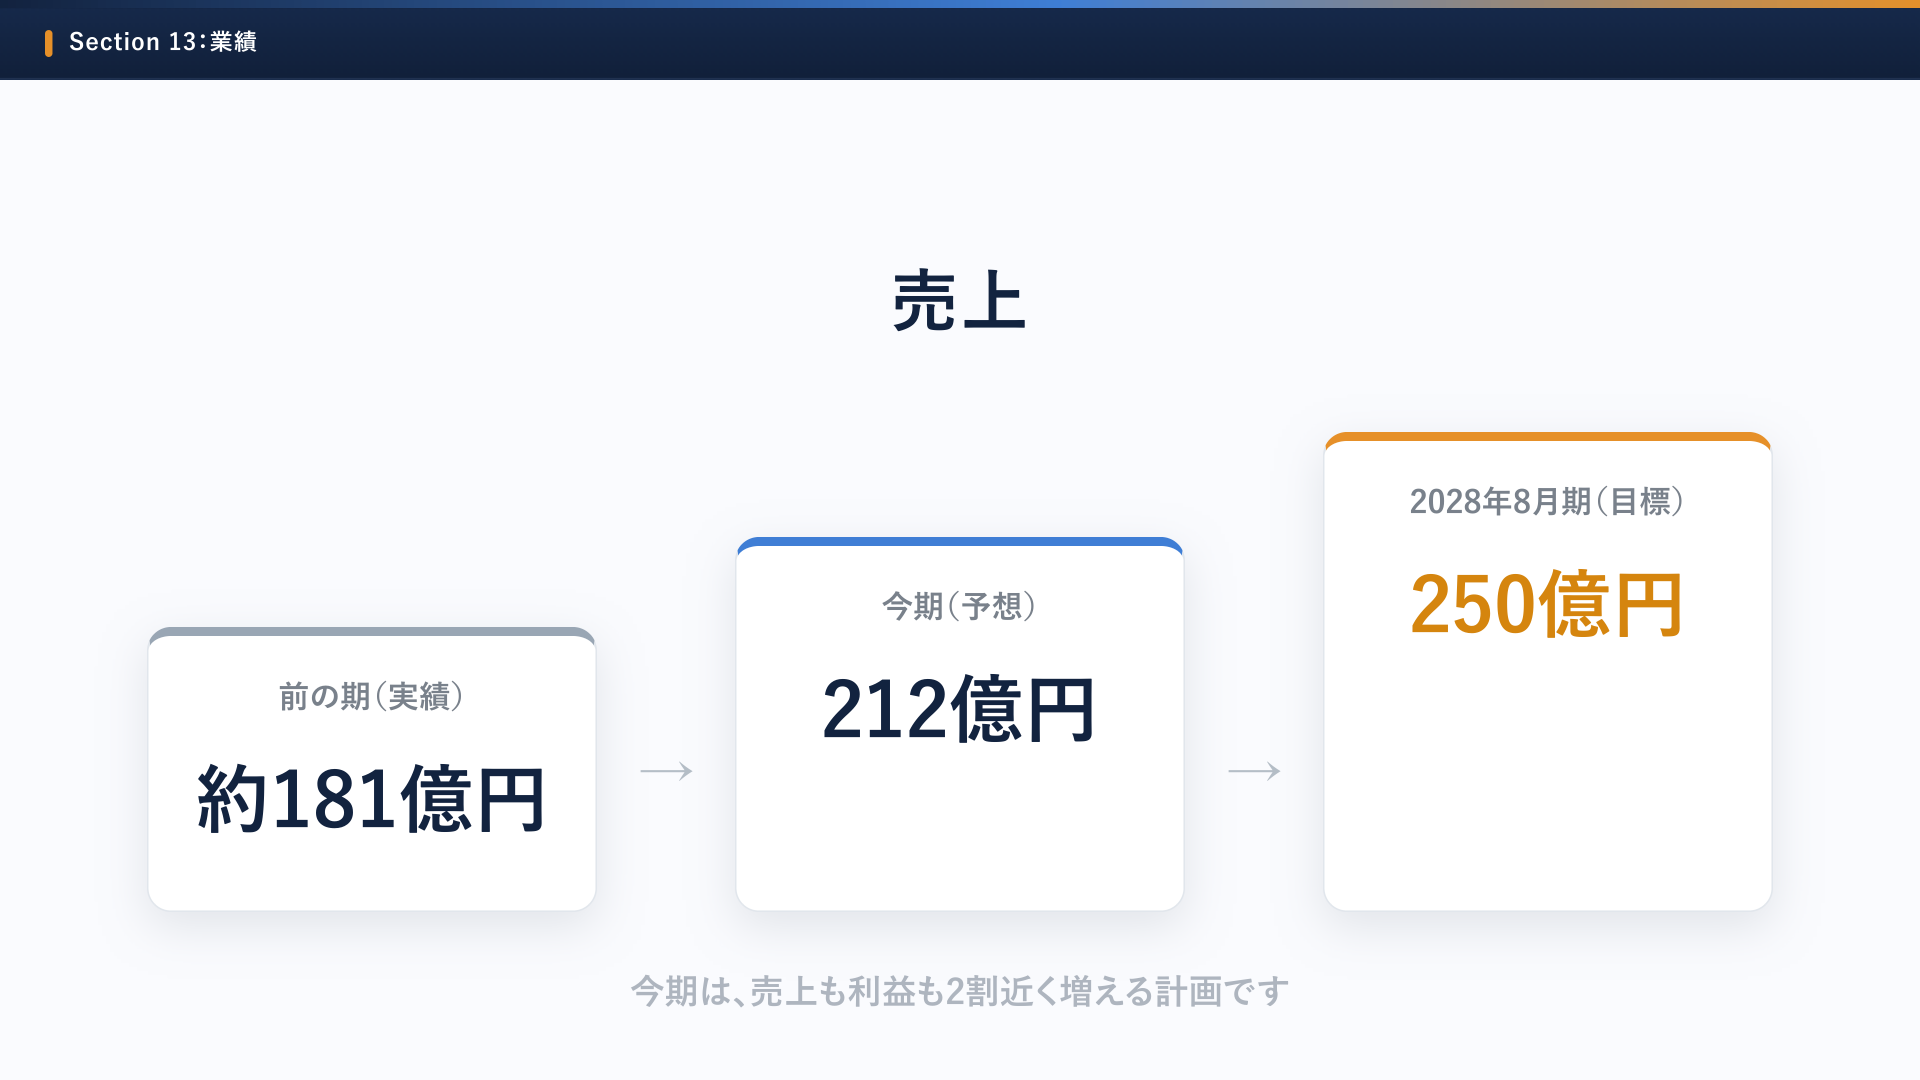 Section 13：業績
売上
前の期（実績）
約181億円
→
今期（予想）
212億円
→
2028年8月期（目標）
250億円
今期は、売上も利益も2割近く増える計画です